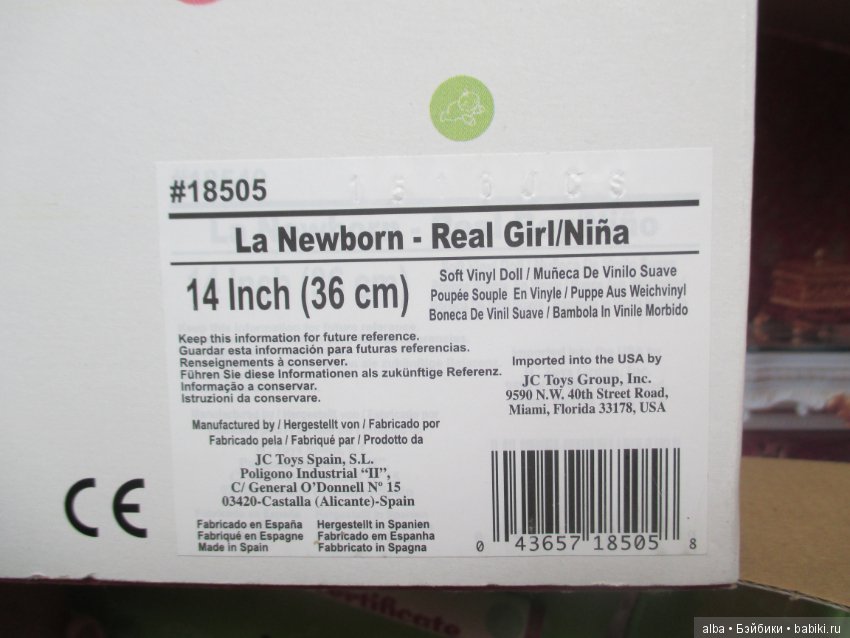 #18505
La Newborn - Real Girl/Niña
14 Inch (36 cm)
Soft Vinyl Doll / Muñeca De Vinilo Suave
Poupée Souple En Vinyle / Puppe Aus Weichvinyl
Boneca De Vinil Suave / Bambola In Vinile Morbido
Keep this information for future reference.
Guardar esta información para futuras referencias.
Renseignements à conserver.
Führen Sie diese Informationen als zukünftige Referenz.
Informação a conservar.
Istruzioni da conservare.
Imported into the USA by
JC Toys Group, Inc.
9590 N.W. 40th Street Road,
Miami, Florida 33178, USA
Manufactured by / Hergestellt von / Fabricado por
Fabricado pela / Fabriqué par / Prodotto da
JC Toys Spain, S.L.
Poligono Industrial “II”,
C/ General O’Donnell Nº 15
03420-Castalla (Alicante)-Spain
Fabricado en España Hergestellt in Spanien
Fabriqué en Espagne Fabricado em Espanha
Made in Spain Fabbricato in Spagna
CE
0 43657 18505 8
Certificate
alba • Бэйбики • babiki.ru